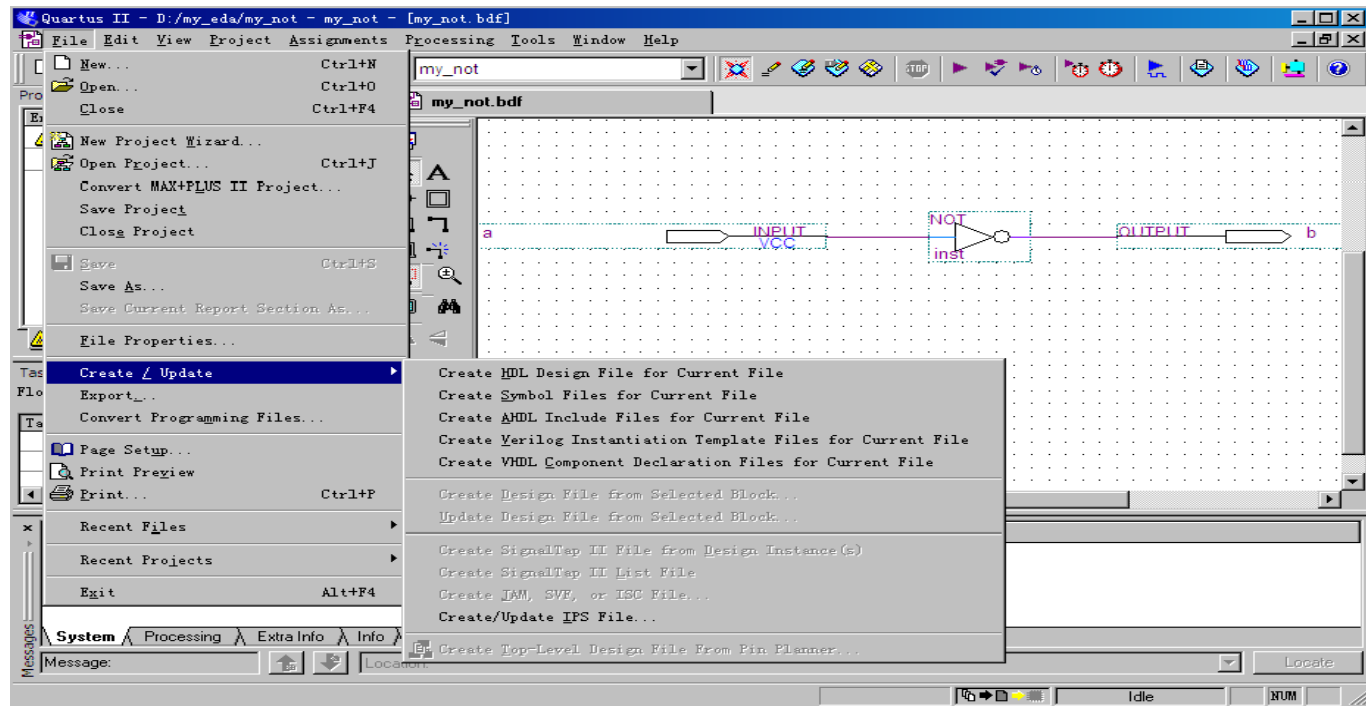 Quartus II - D:/my_eda/my_not - my_not - [my_not.bdf]
File Edit View Project Assignments Processing Tools Window Help
New... Ctrl+N
my_not
STOP
Open... Ctrl+O
Close Ctrl+F4
my_not.bdf
New Project Wizard...
Open Project... Ctrl+J
Convert MAX+PLUS II Project...
Save Project
Close Project
Save Ctrl+S
Save As...
Save Current Report Section As...
File Properties...
Create / Update
Export...
Convert Programming Files...
Page Setup...
Print Preview
Print... Ctrl+P
Recent Files
Recent Projects
Exit Alt+F4
A
a
INPUT
VCC
NOT
inst
OUTPUT
b
Create HDL Design File for Current File
Create Symbol Files for Current File
Create AHDL Include Files for Current File
Create Verilog Instantiation Template Files for Current File
Create VHDL Component Declaration Files for Current File
Create Design File from Selected Block...
Update Design File from Selected Block...
Create SignalTap II File from Design Instance(s)
Create SignalTap II List File
Create JAM, SVF, or ISC File...
Create/Update IPS File...
Create Top-Level Design File From Pin Planner...
Messages
System Processing Extra Info Info
Message: Location: Locate
Idle NUM